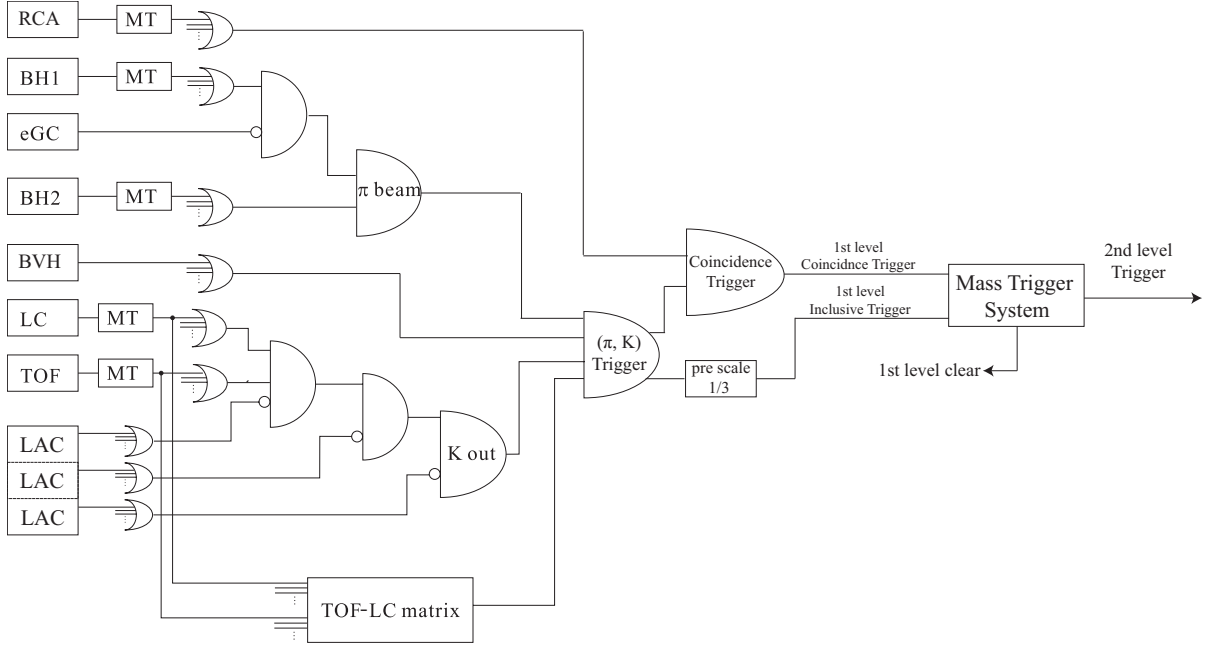 RCA
MT
BH1
MT
eGC
BH2
MT
π beam
BVH
LC
MT
TOF
MT
LAC
LAC
LAC
K out
TOF-LC matrix
(π, K)
Trigger
pre scale
1/3
Coincidence
Trigger
1st level
Coincidnce Trigger
1st level
Inclusive Trigger
Mass Trigger
System
1st level clear
2nd level
Trigger